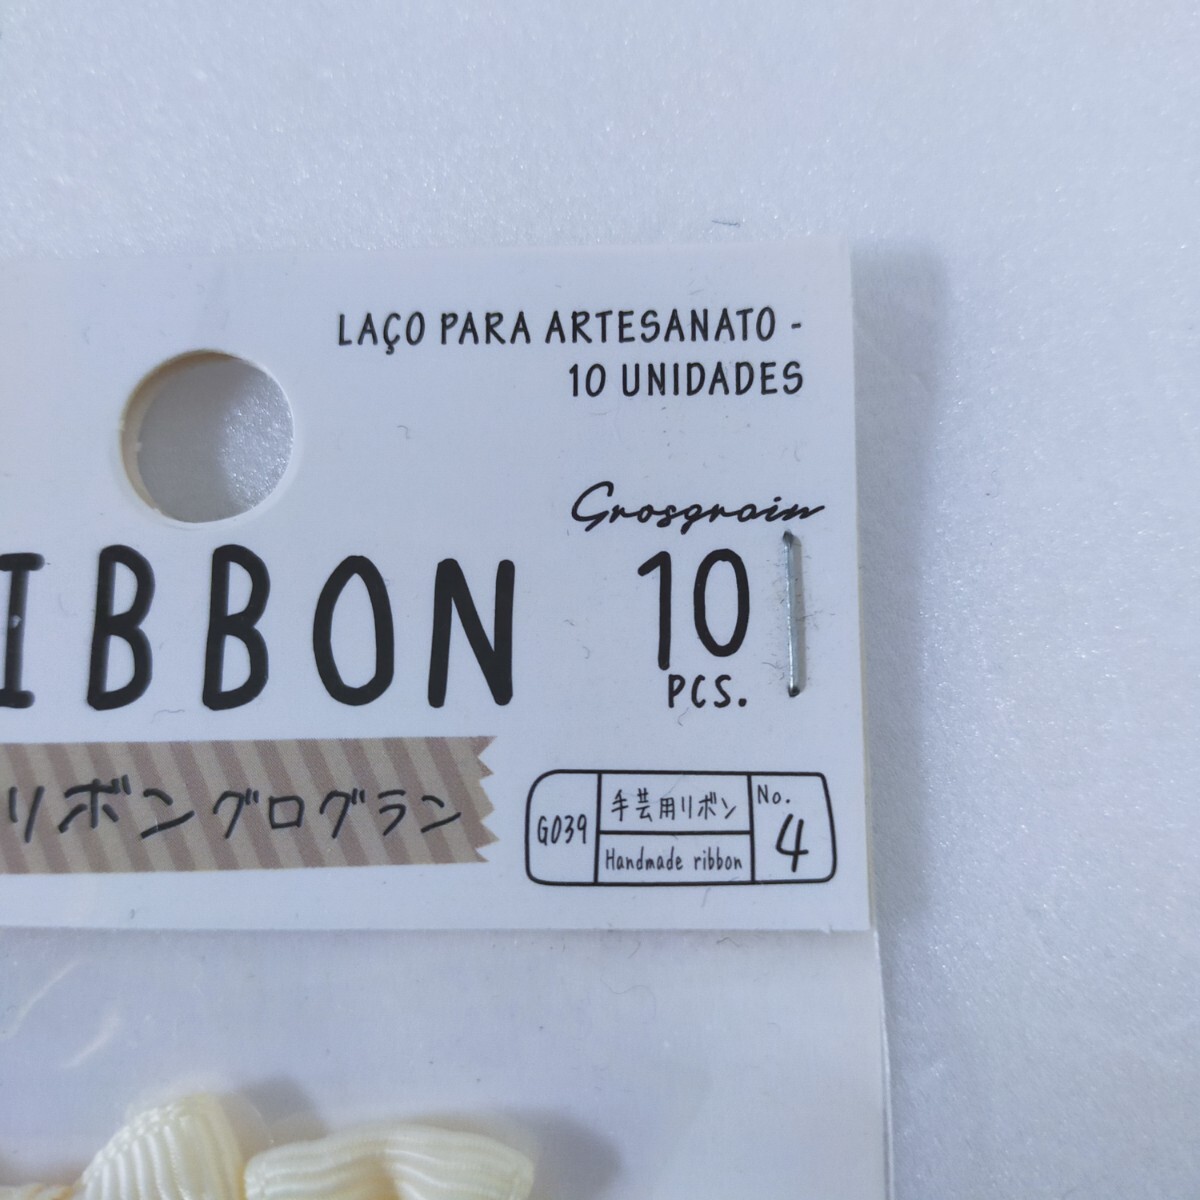 LAÇO PARA ARTESANATO -
10 UNIDADES
Grosgrain
IBBON
10
PCS.
リボングログラン
G039
手芸用リボン
Handmade ribbon
No.
4